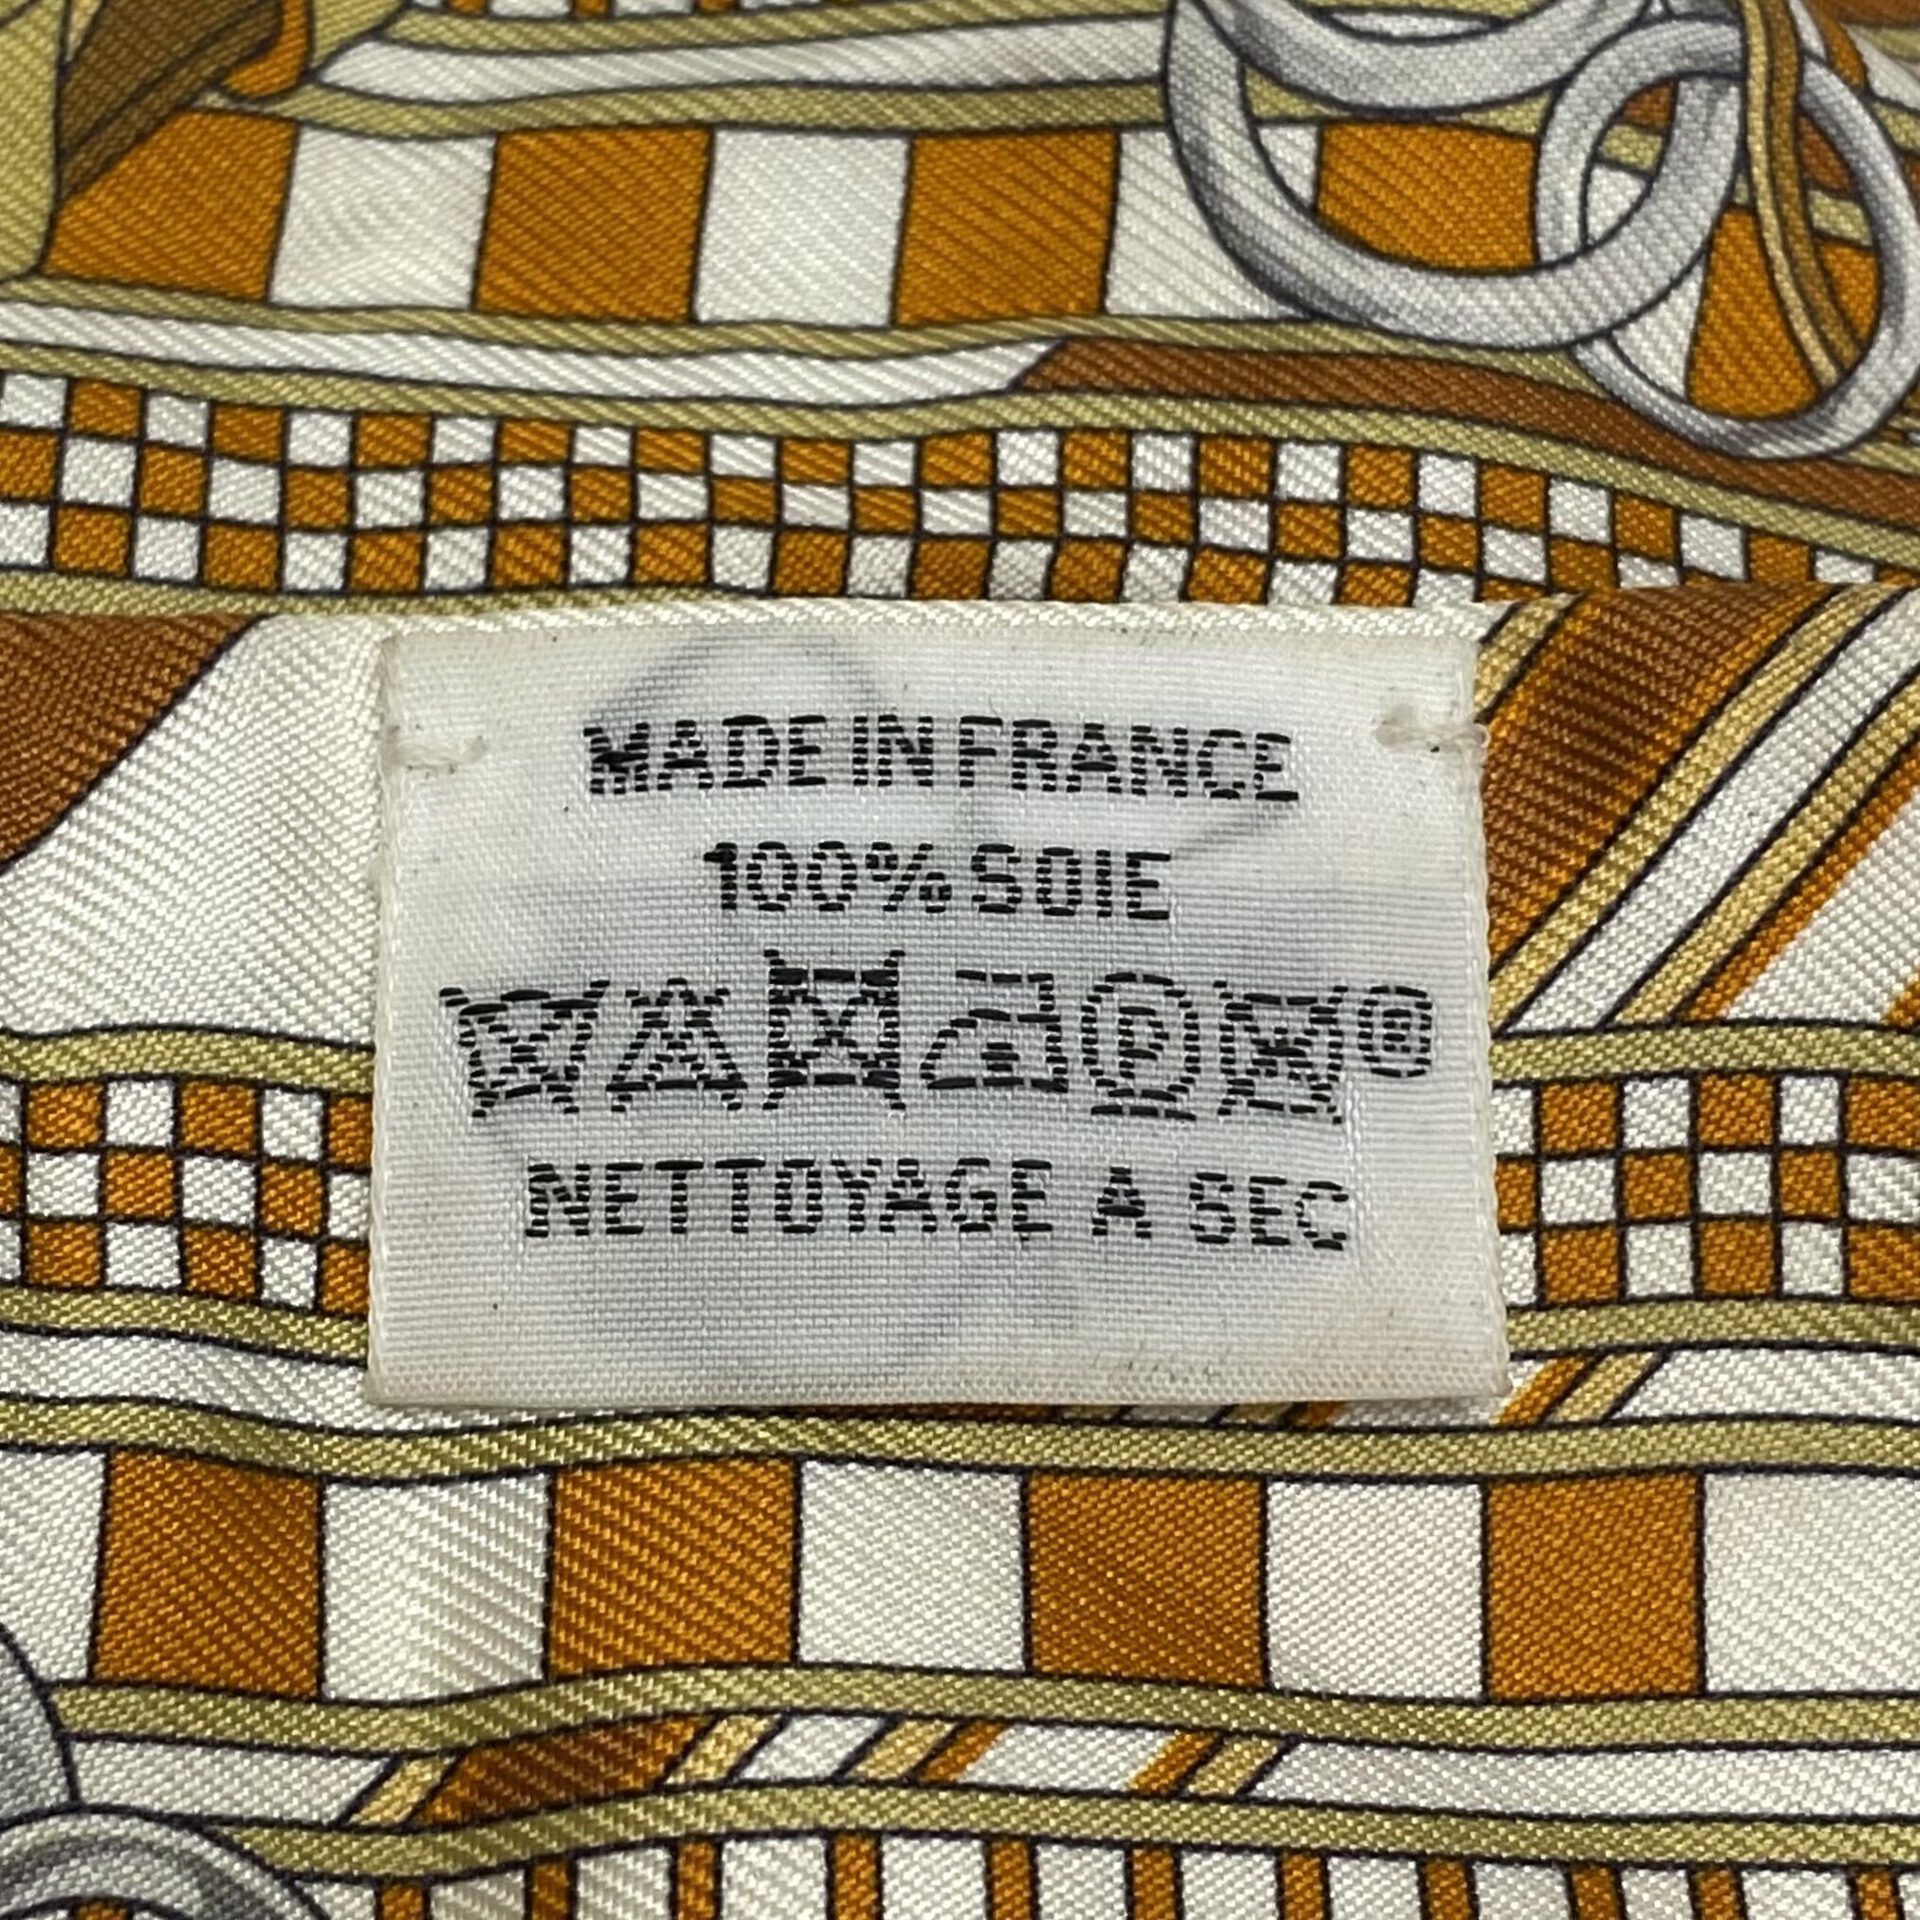 MADE IN FRANCE
100% SOIE
P ®
NETTOYAGE A SEC